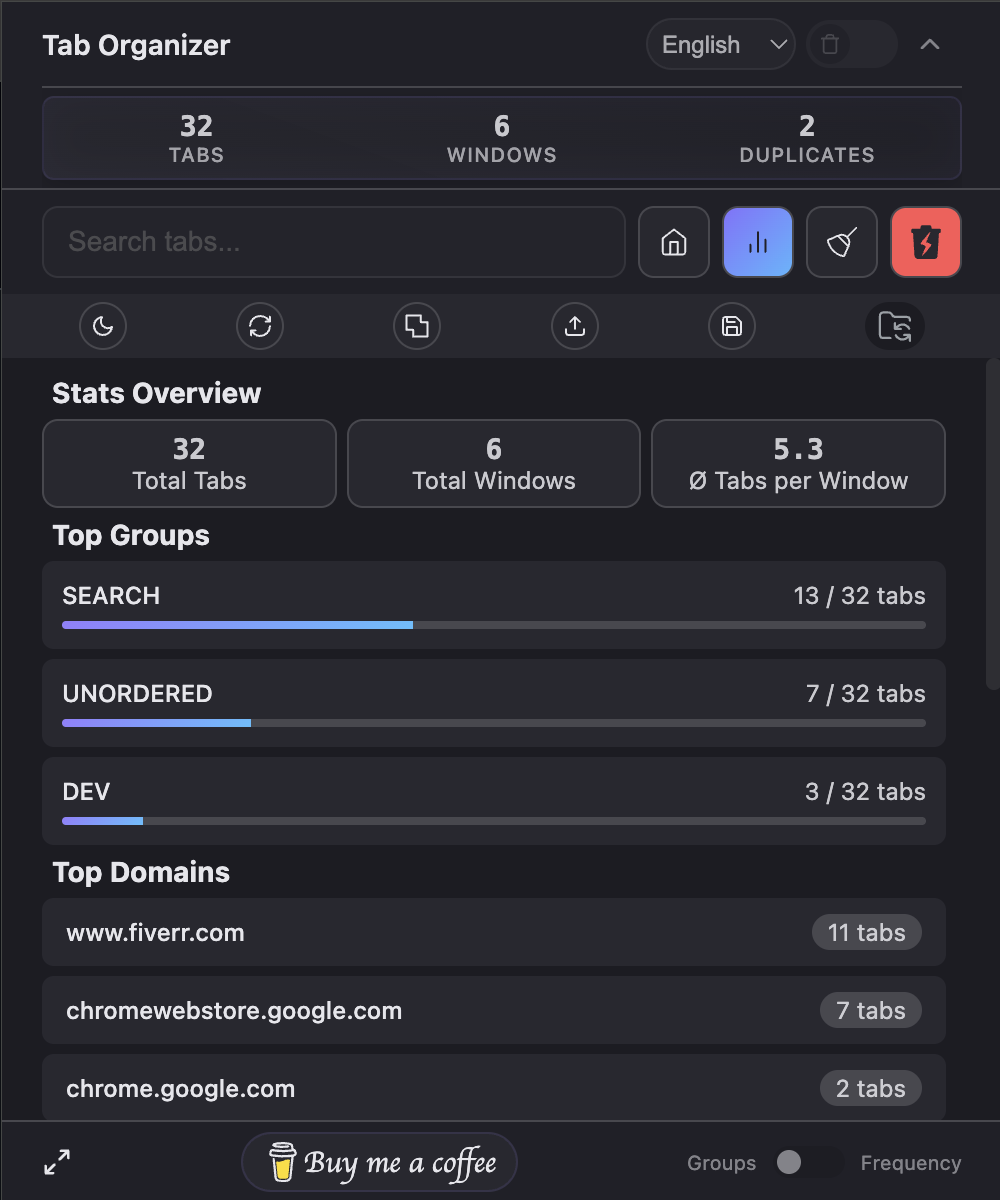 Tab Organizer
English
32 6 2
TABS WINDOWS DUPLICATES
Search tabs...
Stats Overview
32 6 5.3
Total Tabs Total Windows Ø Tabs per Window
Top Groups
SEARCH 13 / 32 tabs
UNORDERED 7 / 32 tabs
DEV 3 / 32 tabs
Top Domains
www.fiverr.com 11 tabs
chromewebstore.google.com 7 tabs
chrome.google.com 2 tabs
Buy me a coffee Groups Frequency